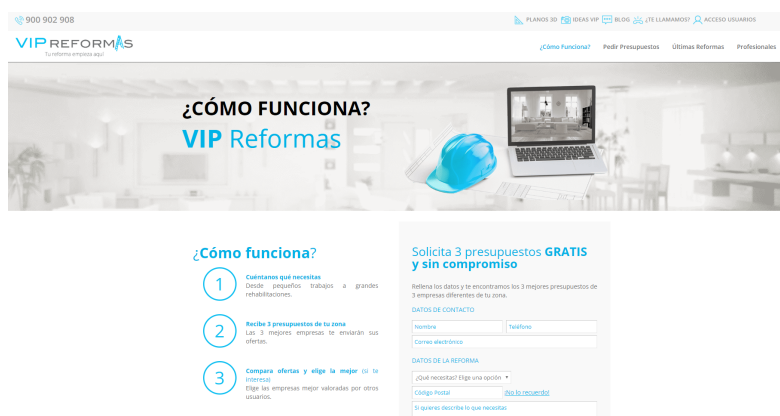 900 902 908
PLANOS 3D IDEAS VIP BLOG ¿TE LLAMAMOS? ACCESO USUARIOS
VIP REFORMAS
Tu reforma empieza aquí
¿Cómo Funciona? Pedir Presupuestos Últimas Reformas Profesionales
¿CÓMO FUNCIONA?
VIP Reformas
¿Cómo funciona?
1
Cuéntanos qué necesitas
Desde pequeños trabajos a grandes
rehabilitaciones.
2
Recibe 3 presupuestos de tu zona
Las 3 mejores empresas te enviarán sus
ofertas.
3
Compara ofertas y elige la mejor (si te
interesa)
Elige las empresas mejor valoradas por otros
usuarios.
Solicita 3 presupuestos GRATIS
y sin compromiso
Rellena los datos y te encontramos los 3 mejores presupuestos de
3 empresas diferentes de tu zona.
DATOS DE CONTACTO
Nombre Teléfono
Correo electrónico
DATOS DE LA REFORMA
¿Qué necesitas? Elige una opción
Código Postal ¡No lo recuerdo!
Si quieres describe lo que necesitas